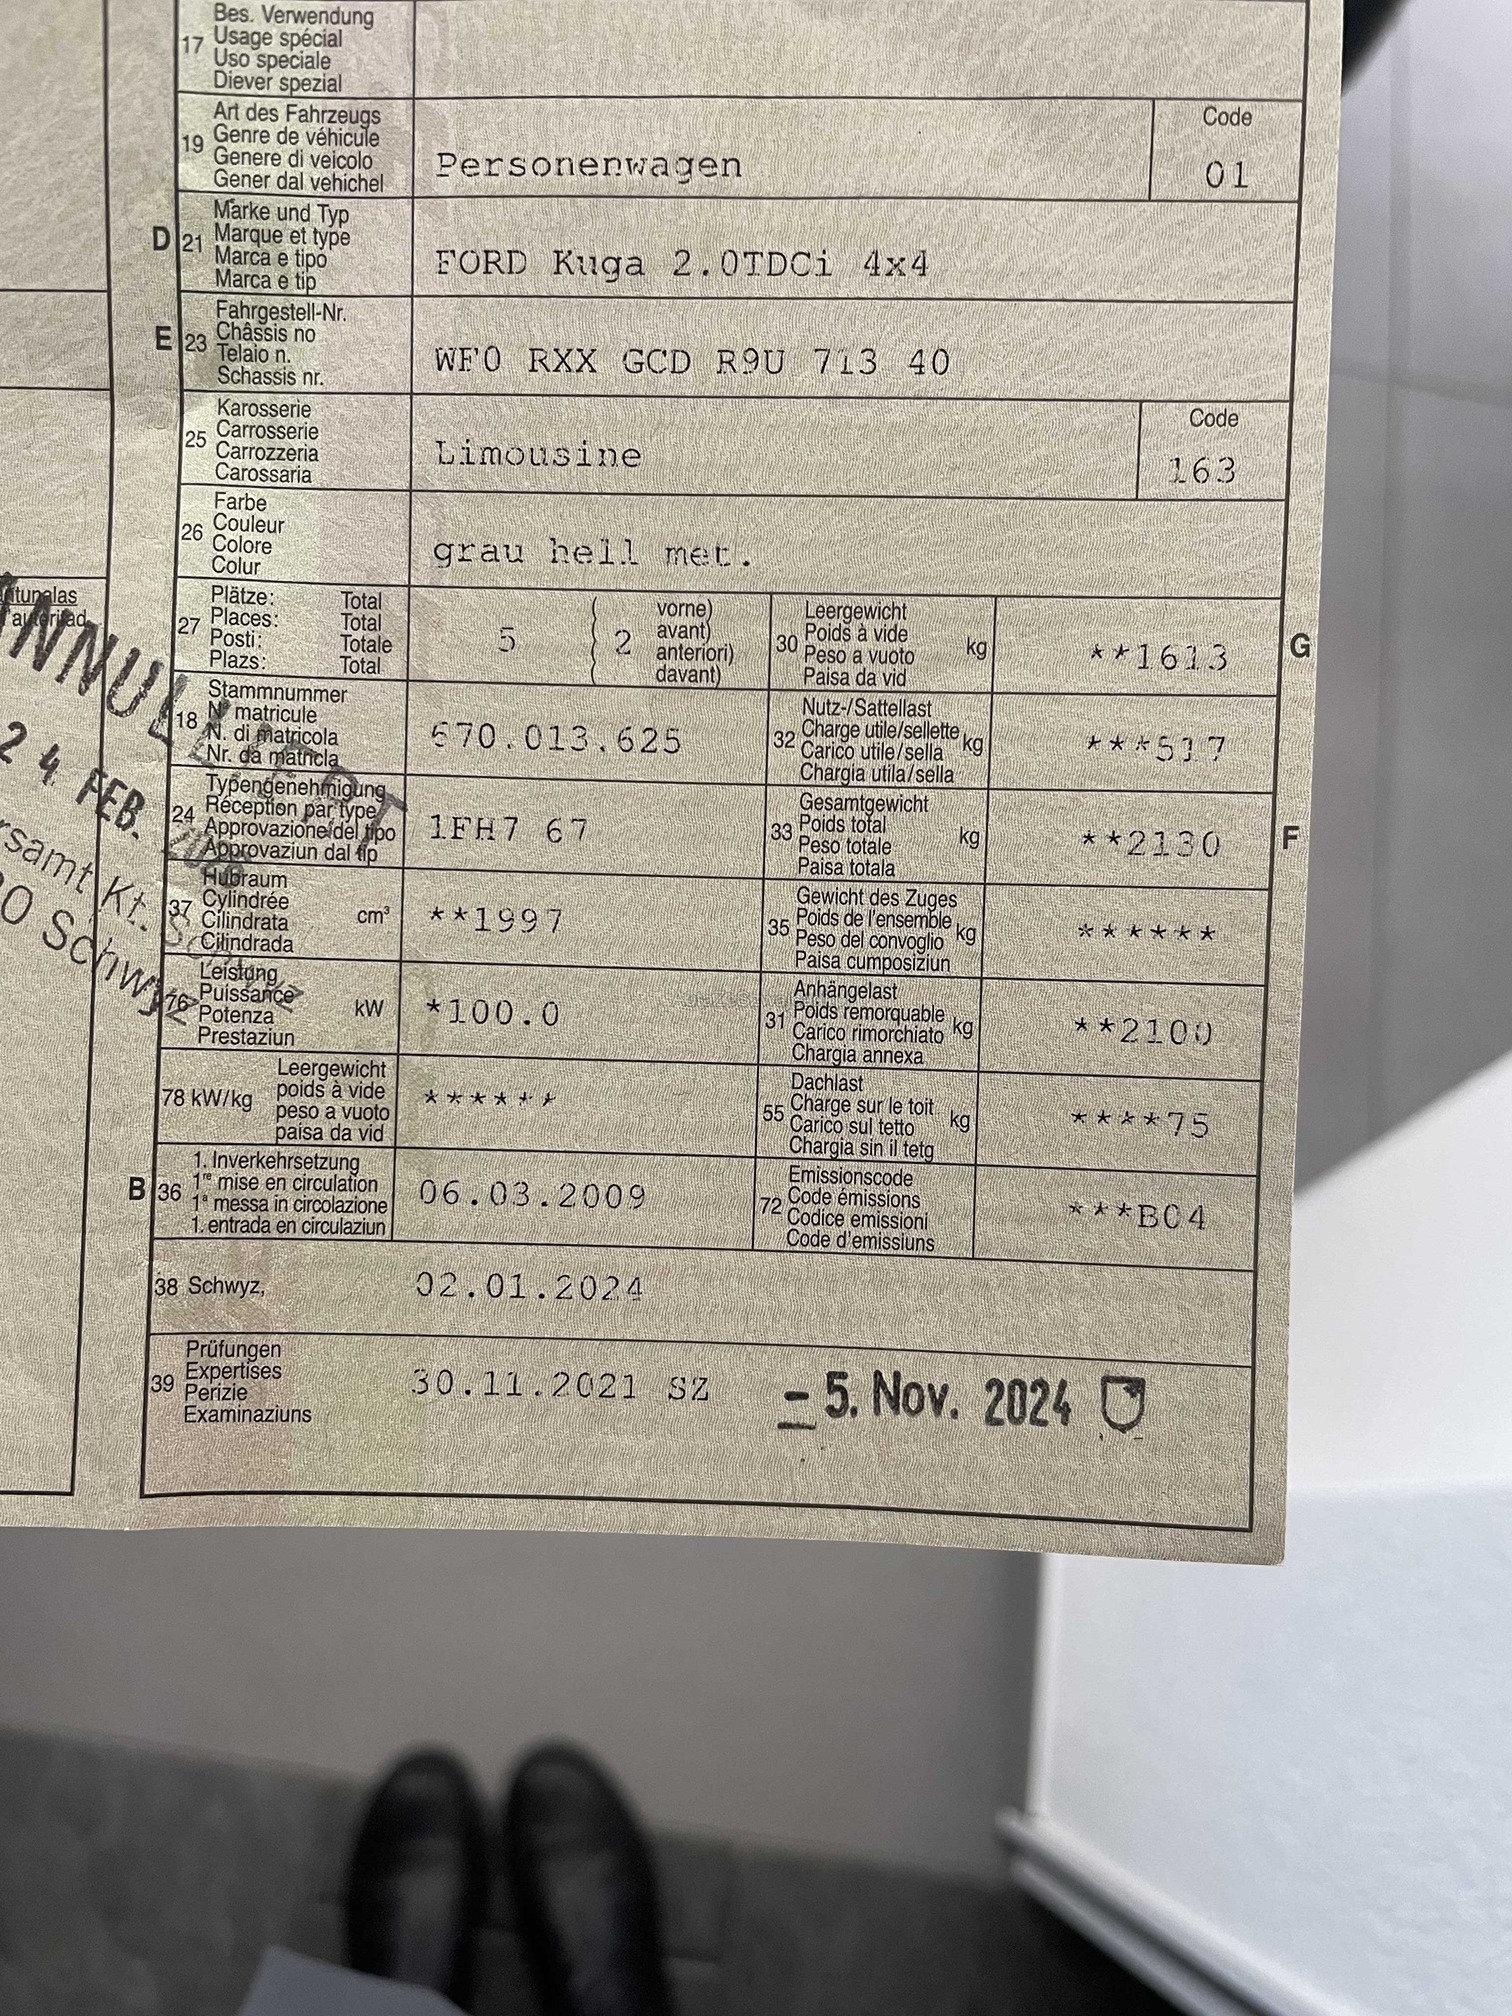 Bes. Verwendung
17 Usage spécial
Uso speciale
Diever spezial
Art des Fahrzeugs
19 Genre de véhicule
Genere di veicolo
Gener dal vehichel
Personenwagen
Code
01
Marke und Typ
D 21 Marque et type
Marca e tipo
Marca e tip
FORD Kuga 2.0TDCi 4x4
Fahrgestell-Nr.
E 23 Châssis no
Telaio n.
Schassis nr.
WF0 RXX GCD R9U 713 40
Karosserie
25 Carrosserie
Carrozzeria
Carossaria
Limousine
Code
163
Farbe
26 Couleur
Colore
Colur
grau hell met.
Plätze: Total
27 Places: Total
Posti: Totale
Plazs: Total
5 2
vorne)
avant)
anteriori)
davant)
Leergewicht
30 Poids à vide kg
Peso a vuoto
Paisa da vid
**1613
G
Stammnummer
18 N° matricule
N. di matricola
Nr. da matricla
670.013.625
Nutz-/Sattellast
32 Charge utile/sellette kg
Carico utile/sella
Chargia utila/sella
***517
Typengenehmigung
24 Réception par type
Approvazione del tipo
Approvaziun dal tip
1FH7 67
Gesamtgewicht
33 Poids total kg
Peso totale
Paisa totala
**2130
F
Hubraum
37 Cylindrée cm³
Cilindrata
Cilindrada
**1997
Gewicht des Zuges
35 Poids de l'ensemble kg
Peso del convoglio
Paisa cumposiziun
******
Leistung
76 Puissance kW
Potenza
Prestaziun
*100.0
Anhängelast
31 Poids remorquable kg
Carico rimorchiato
Chargia annexa
**2100
Leergewicht
78 kW/kg poids à vide
peso a vuoto
paisa da vid
******
Dachlast
55 Charge sur le toit kg
Carico sul tetto
Chargia sin il tetg
****75
1. Inverkehrsetzung
B 36 1re mise en circulation
1a messa in circolazione
1. entrada en circulaziun
06.03.2009
Emissionscode
72 Code émissions
Codice emissioni
Code d'emissiuns
***B04
38 Schwyz, 02.01.2024
Prüfungen
39 Expertises
Perizie
Examinaziuns
30.11.2021 SZ
- 5. Nov. 2024
24. FEB.
Kt. Schwyz
Schwyz